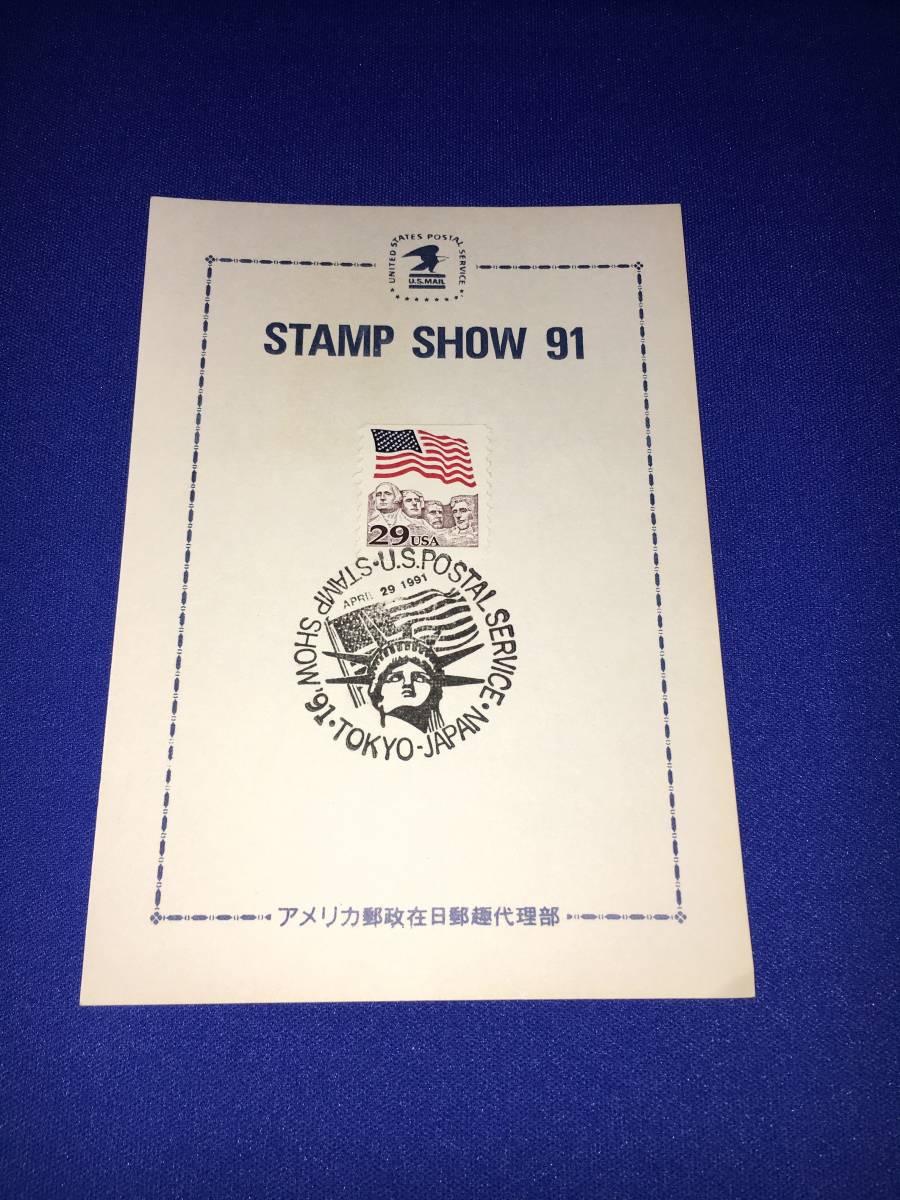 UNITED STATES POSTAL SERVICE
U.S.MAIL
STAMP SHOW 91
29 USA
STAMP SHOW '91・TOKYO-JAPAN・U.S.POSTAL SERVICE・
APRIL 29 1991
アメリカ郵政在日郵趣代理部